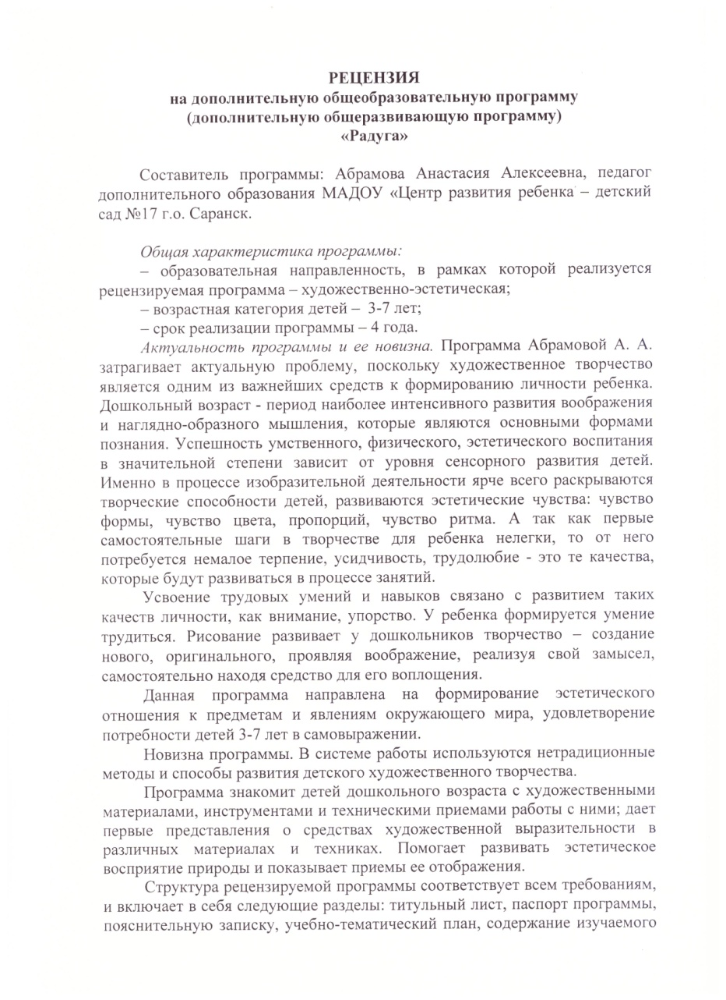 РЕЦЕНЗИЯ
на дополнительную общеобразовательную программу
(дополнительную общеразвивающую программу)
«Радуга»
Составитель программы: Абрамова Анастасия Алексеевна, педагог
дополнительного образования МАДОУ «Центр развития ребенка – детский
сад №17 г.о. Саранск.
Общая характеристика программы:
– образовательная направленность, в рамках которой реализуется
рецензируемая программа – художественно-эстетическая;
– возрастная категория детей – 3-7 лет;
– срок реализации программы – 4 года.
Актуальность программы и ее новизна. Программа Абрамовой А. А.
затрагивает актуальную проблему, поскольку художественное творчество
является одним из важнейших средств к формированию личности ребенка.
Дошкольный возраст - период наиболее интенсивного развития воображения
и наглядно-образного мышления, которые являются основными формами
познания. Успешность умственного, физического, эстетического воспитания
в значительной степени зависит от уровня сенсорного развития детей.
Именно в процессе изобразительной деятельности ярче всего раскрываются
творческие способности детей, развиваются эстетические чувства: чувство
формы, чувство цвета, пропорций, чувство ритма. А так как первые
самостоятельные шаги в творчестве для ребенка нелегки, то от него
потребуется немалое терпение, усидчивость, трудолюбие - это те качества,
которые будут развиваться в процессе занятий.
Усвоение трудовых умений и навыков связано с развитием таких
качеств личности, как внимание, упорство. У ребенка формируется умение
трудиться. Рисование развивает у дошкольников творчество – создание
нового, оригинального, проявляя воображение, реализуя свой замысел,
самостоятельно находя средство для его воплощения.
Данная программа направлена на формирование эстетического
отношения к предметам и явлениям окружающего мира, удовлетворение
потребности детей 3-7 лет в самовыражении.
Новизна программы. В системе работы используются нетрадиционные
методы и способы развития детского художественного творчества.
Программа знакомит детей дошкольного возраста с художественными
материалами, инструментами и техническими приемами работы с ними; дает
первые представления о средствах художественной выразительности в
различных материалах и техниках. Помогает развивать эстетическое
восприятие природы и показывает приемы ее отображения.
Структура рецензируемой программы соответствует всем требованиям,
и включает в себя следующие разделы: титульный лист, паспорт программы,
пояснительную записку, учебно-тематический план, содержание изучаемого